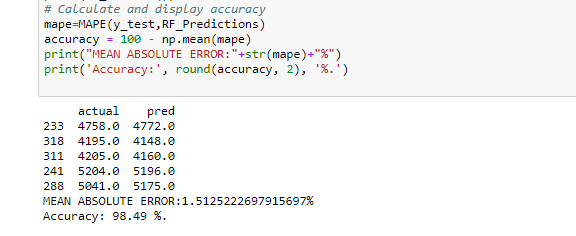 # Calculate and display accuracy
mape=MAPE(y_test,RF_Predictions)
accuracy = 100 - np.mean(mape)
print("MEAN ABSOLUTE ERROR:"+str(mape)+"%")
print('Accuracy:', round(accuracy, 2), '%.')
actual pred
233 4758.0 4772.0
318 4195.0 4148.0
311 4205.0 4160.0
241 5204.0 5196.0
288 5041.0 5175.0
MEAN ABSOLUTE ERROR:1.5125222697915697%
Accuracy: 98.49 %.